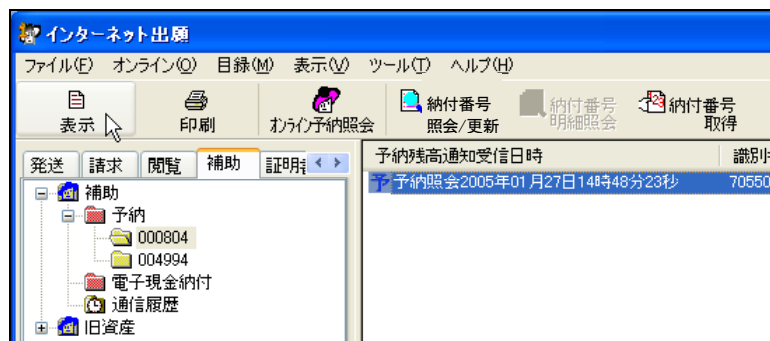 インターネット出願
ファイル(F) オンライン(O) 目録(M) 表示(V) ツール(T) ヘルプ(H)
表示
印刷
オンライン予納照会
納付番号
照会/更新
納付番号
明細照会
納付番号
取得
発送 請求 閲覧 補助 証明
補助
予納
000804
004994
電子現金納付
通信履歴
旧資産
予納残高通知受信日時 識別
予 予納照会2005年01月27日14時48分23秒 70550